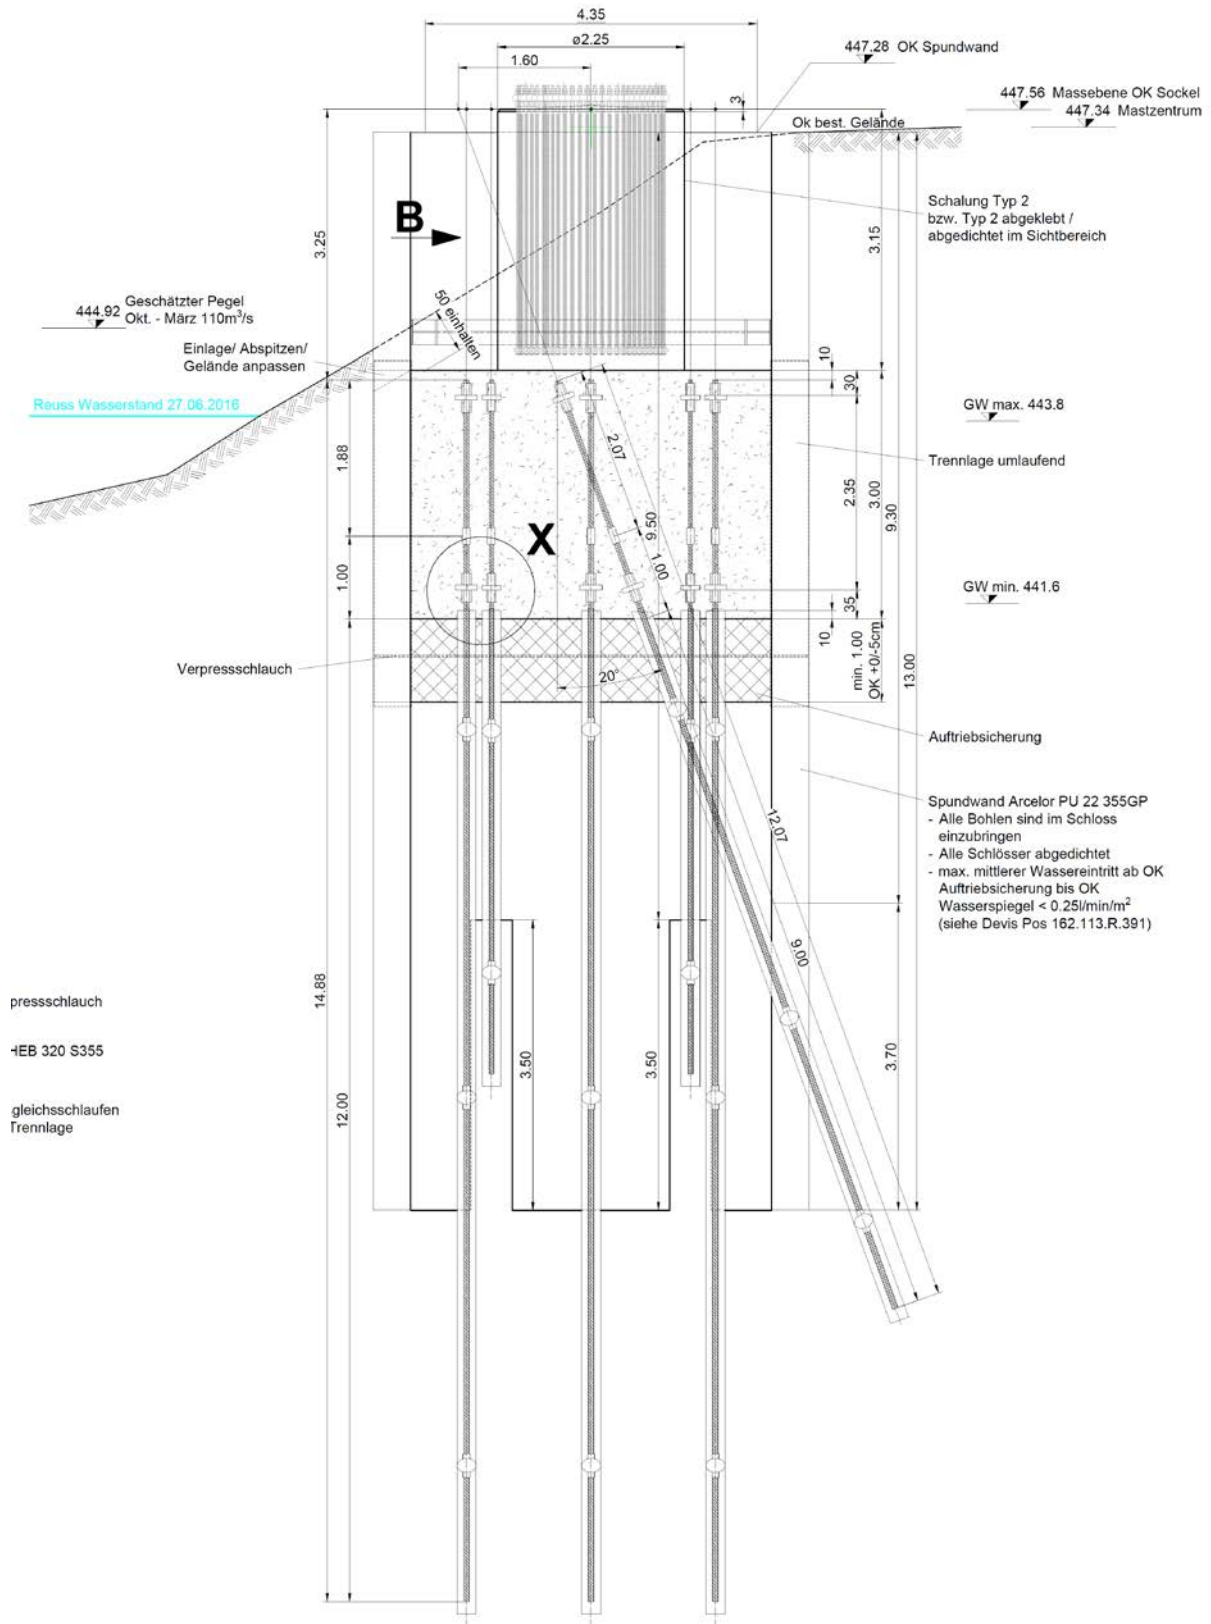 4.35
ø2.25
1.60
447.28 OK Spundwand
447.56 Massebene OK Sockel
447.34 Mastzentrum
3
Ok best. Gelände
Schalung Typ 2
bzw. Typ 2 abgeklebt /
abgedichtet im Sichtbereich
B
3.25
3.15
444.92 Geschätzter Pegel
Okt. - März 110m³/s
50 einhalten
Einlage/ Abspitzen/
Gelände anpassen
10
30
Reuss Wasserstand 27.06.2016
GW max. 443.8
Trennlage umlaufend
1.88
2.07
2.35
3.00
9.30
9.50
X
1.00
1.00
GW min. 441.6
35
10
min. 1.00
OK +0/-5cm
13.00
Verpressschlauch
20°
Auftriebsicherung
Spundwand Arcelor PU 22 355GP
- Alle Bohlen sind im Schloss
einzubringen
- Alle Schlösser abgedichtet
- max. mittlerer Wassereintritt ab OK
Auftriebsicherung bis OK
Wasserspiegel < 0.25l/min/m²
(siehe Devis Pos 162.113.R.391)
12.07
9.00
14.88
pressschlauch
HEB 320 S355
3.50
3.50
3.70
12.00
gleichsschlaufen
Trennlage